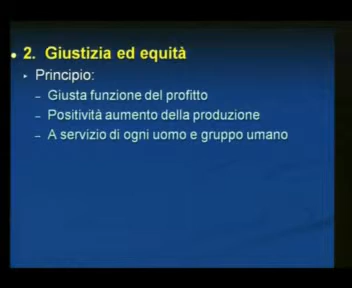 • 2. Giustizia ed equità
▸ Principio:
– Giusta funzione del profitto
– Positività aumento della produzione
– A servizio di ogni uomo e gruppo umano